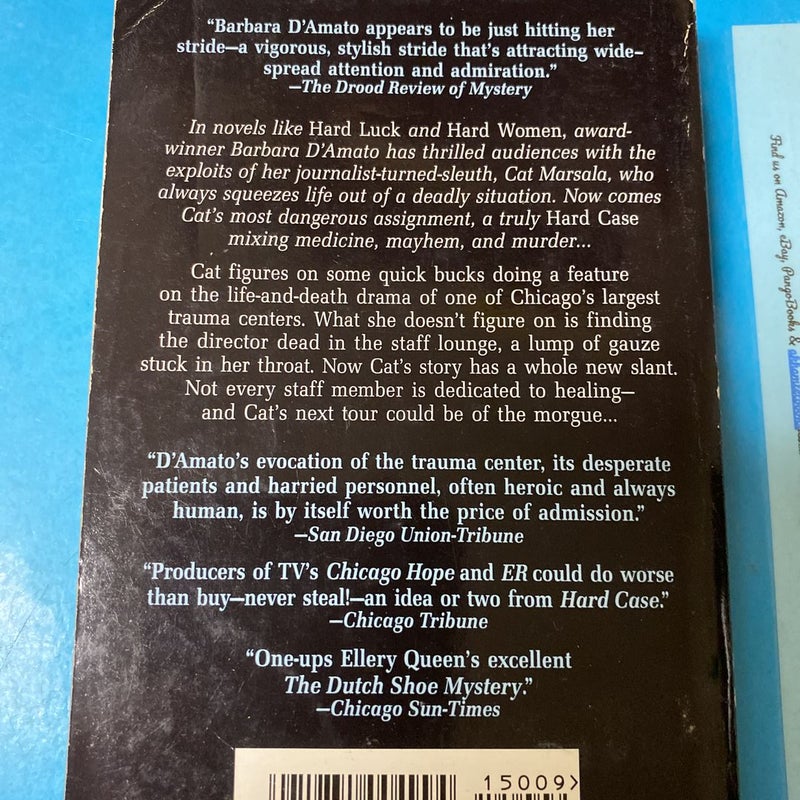 “Barbara D’Amato appears to be just hitting her
stride—a vigorous, stylish stride that’s attracting wide-
spread attention and admiration.”
—The Drood Review of Mystery
In novels like Hard Luck and Hard Women, award-
winner Barbara D’Amato has thrilled audiences with the
exploits of her journalist-turned-sleuth, Cat Marsala, who
always squeezes life out of a deadly situation. Now comes
Cat’s most dangerous assignment, a truly Hard Case
mixing medicine, mayhem, and murder...
Cat figures on some quick bucks doing a feature
on the life-and-death drama of one of Chicago’s largest
trauma centers. What she doesn’t figure on is finding
the director dead in the staff lounge, a lump of gauze
stuck in her throat. Now Cat’s story has a whole new slant.
Not every staff member is dedicated to healing—
and Cat’s next tour could be of the morgue...
“D’Amato’s evocation of the trauma center, its desperate
patients and harried personnel, often heroic and always
human, is by itself worth the price of admission.”
—San Diego Union-Tribune
“Producers of TV’s Chicago Hope and ER could do worse
than buy—never steal!—an idea or two from Hard Case.”
—Chicago Tribune
“One-ups Ellery Queen’s excellent
The Dutch Shoe Mystery.”
—Chicago Sun-Times
15009>
Find us on Amazon, eBay, PangoBooks &